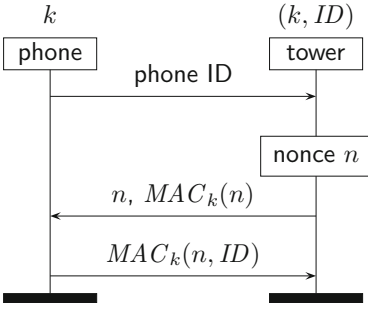 k (k, ID)
phone tower
phone ID
nonce n
n, MAC_k(n)
MAC_k(n, ID)